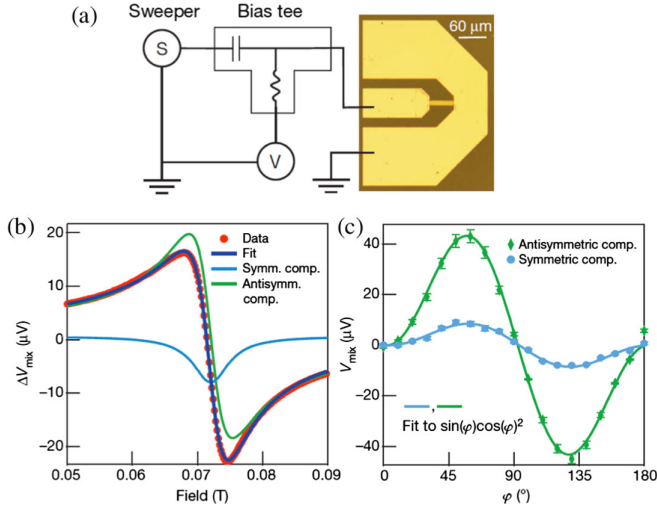 (a)
Sweeper
Bias tee
S
V
60 μm
(b)
20
10
0
−10
−20
ΔVmix (μV)
Data
Fit
Symm. comp.
Antisymm.
comp.
0.05
0.06
0.07
0.08
0.09
Field (T)
(c)
40
20
0
−20
−40
Vmix (μV)
Antisymmetric comp.
Symmetric comp.
,
Fit to sin(φ)cos(φ)²
0
45
90
135
180
φ (°)